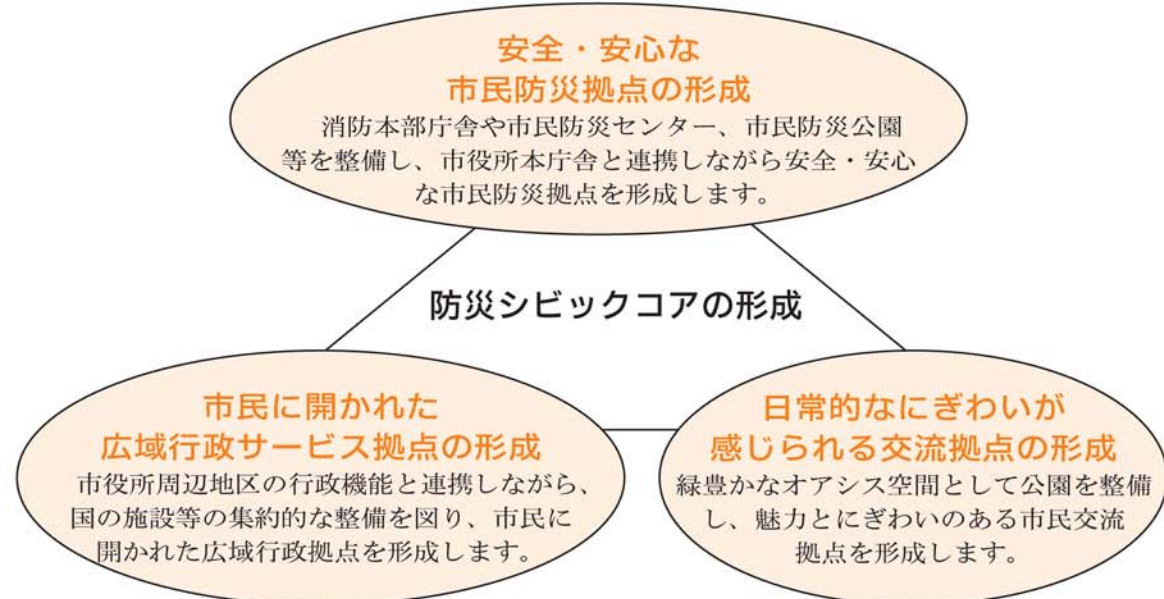 安全・安心な
市民防災拠点の形成
消防本部庁舎や市民防災センター、市民防災公園
等を整備し、市役所本庁舎と連携しながら安全・安心
な市民防災拠点を形成します。
防災シビックコアの形成
市民に開かれた
広域行政サービス拠点の形成
市役所周辺地区の行政機能と連携しながら、
国の施設等の集約的な整備を図り、市民に
開かれた広域行政拠点を形成します。
日常的なにぎわいが
感じられる交流拠点の形成
緑豊かなオアシス空間として公園を整備
し、魅力とにぎわいのある市民交流
拠点を形成します。